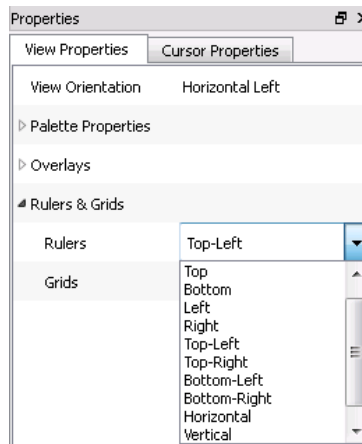 Properties
View Properties
Cursor Properties
View Orientation Horizontal Left
Palette Properties
Overlays
Rulers & Grids
Rulers Top-Left
Grids
Top
Bottom
Left
Right
Top-Left
Top-Right
Bottom-Left
Bottom-Right
Horizontal
Vertical